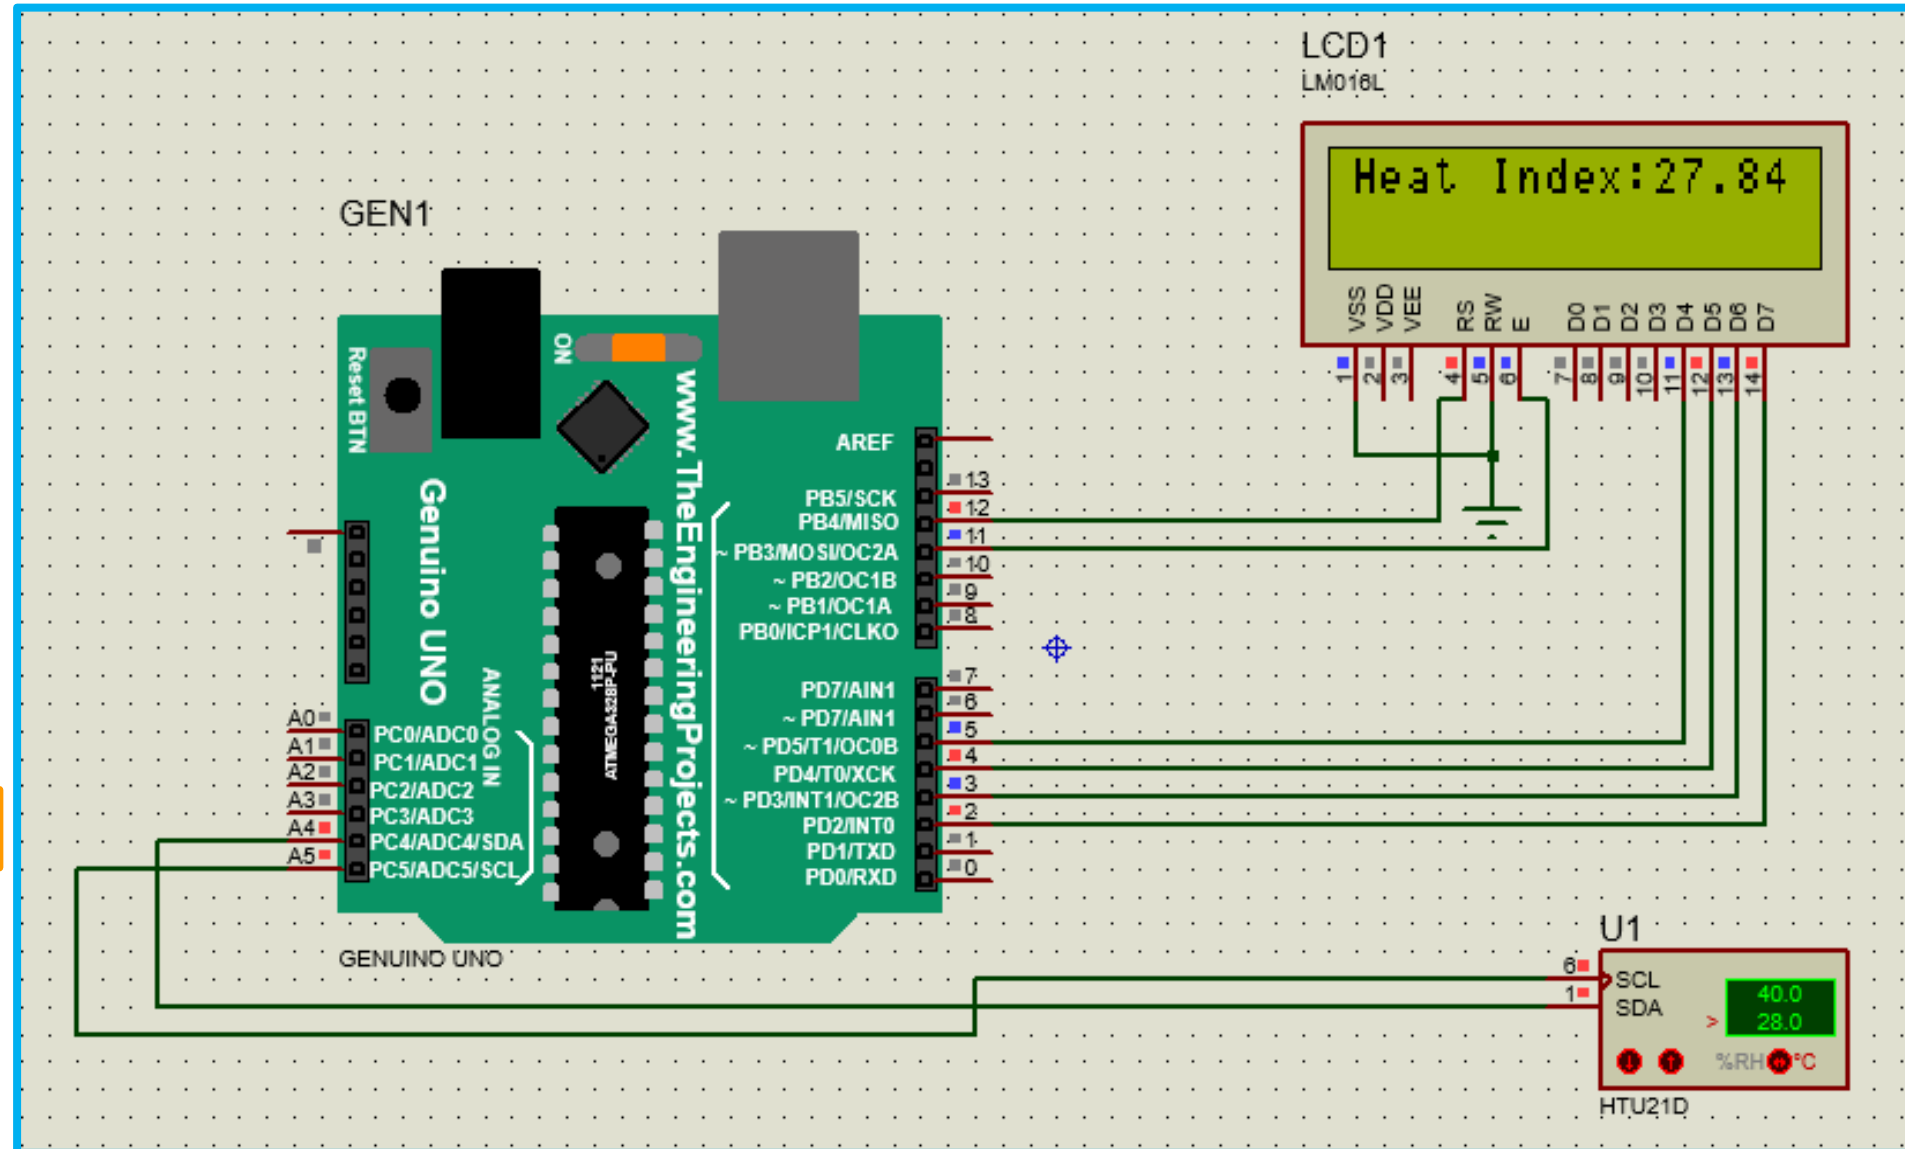 LCD1
LM016L
Heat Index:27.84
VSS
VDD
VEE
RS
RW
E
D0
D1
D2
D3
D4
D5
D6
D7
1
2
3
4
5
6
7
8
9
10
11
12
13
14
GEN1
ON
Reset BTN
Genuino UNO
www.TheEngineeringProjects.com
ANALOG IN
1121
ATMEGA328P-PU
AREF
PB5/SCK 13
PB4/MISO 12
~ PB3/MOSI/OC2A 11
~ PB2/OC1B 10
~ PB1/OC1A 9
PB0/ICP1/CLKO 8
PD7/AIN1 7
~ PD7/AIN1 6
~ PD5/T1/OC0B 5
PD4/T0/XCK 4
~ PD3/INT1/OC2B 3
PD2/INT0 2
PD1/TXD 1
PD0/RXD 0
A0 PC0/ADC0
A1 PC1/ADC1
A2 PC2/ADC2
A3 PC3/ADC3
A4 PC4/ADC4/SDA
A5 PC5/ADC5/SCL
GENUINO UNO
U1
6 SCL
1 SDA
40.0
> 28.0
%RH °C
HTU21D